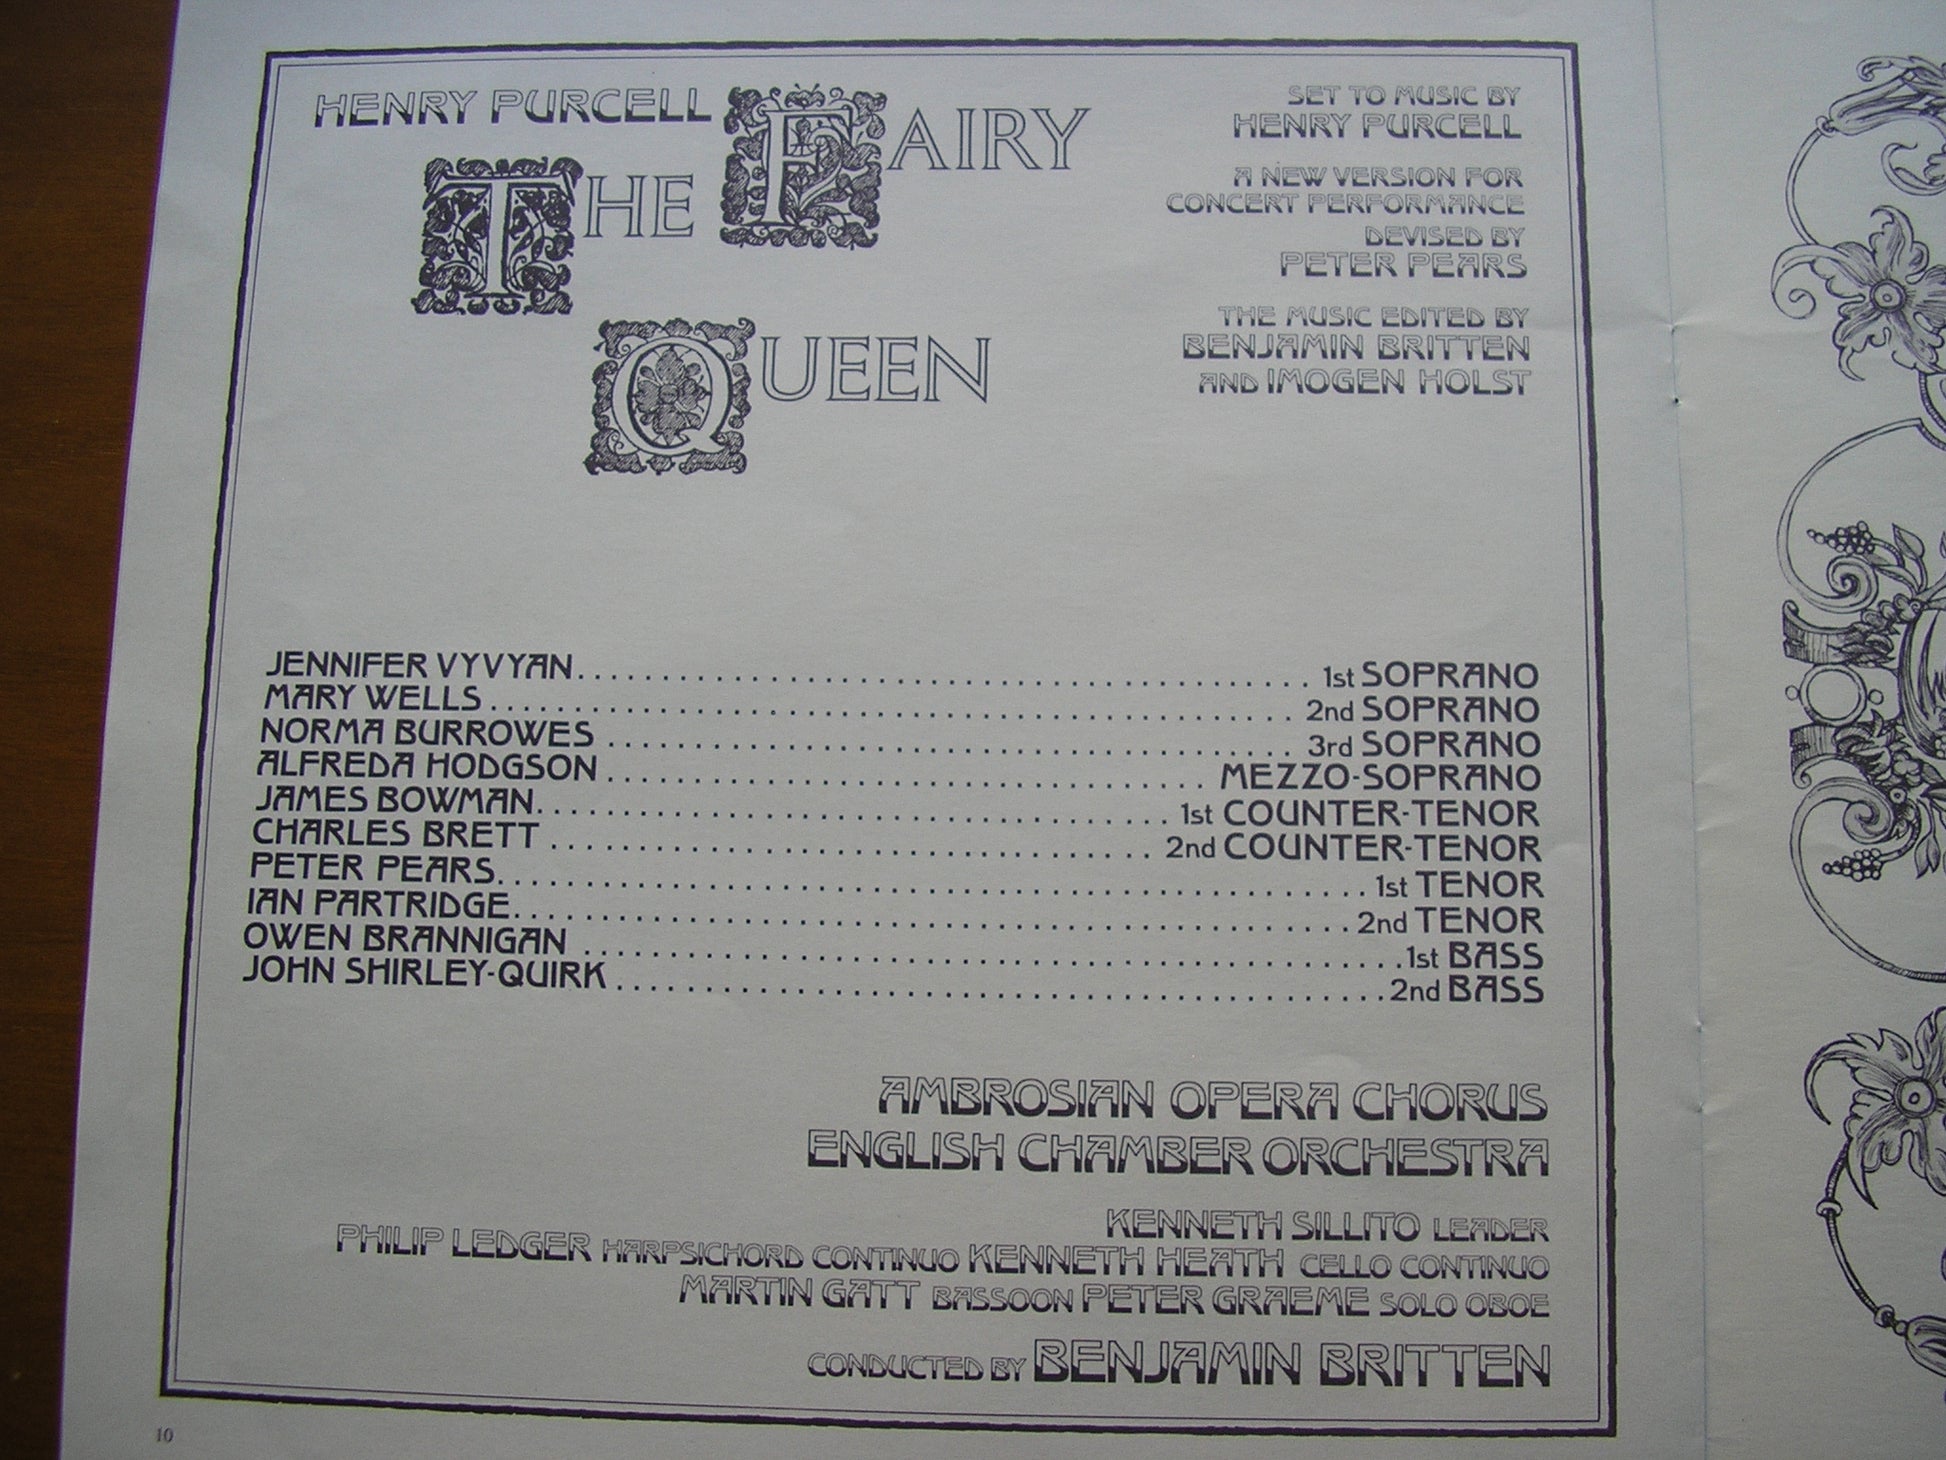 HENRY PURCELL
THE FAIRY
QUEEN
SET TO MUSIC BY
HENRY PURCELL
A NEW VERSION FOR
CONCERT PERFORMANCE
DEVISED BY
PETER PEARS
THE MUSIC EDITED BY
BENJAMIN BRITTEN
AND IMOGEN HOLST
JENNIFER VYVYAN 1st SOPRANO
MARY WELLS 2nd SOPRANO
NORMA BURROWES 3rd SOPRANO
ALFREDA HODGSON MEZZO-SOPRANO
JAMES BOWMAN 1st COUNTER-TENOR
CHARLES BRETT 2nd COUNTER-TENOR
PETER PEARS 1st TENOR
IAN PARTRIDGE 2nd TENOR
OWEN BRANNIGAN 1st BASS
JOHN SHIRLEY-QUIRK 2nd BASS
AMBROSIAN OPERA CHORUS
ENGLISH CHAMBER ORCHESTRA
KENNETH SILLITO LEADER
PHILIP LEDGER HARPSICHORD CONTINUO KENNETH HEATH CELLO CONTINUO
MARTIN GATT BASSOON PETER GRAEME SOLO OBOE
CONDUCTED BY BENJAMIN BRITTEN
10